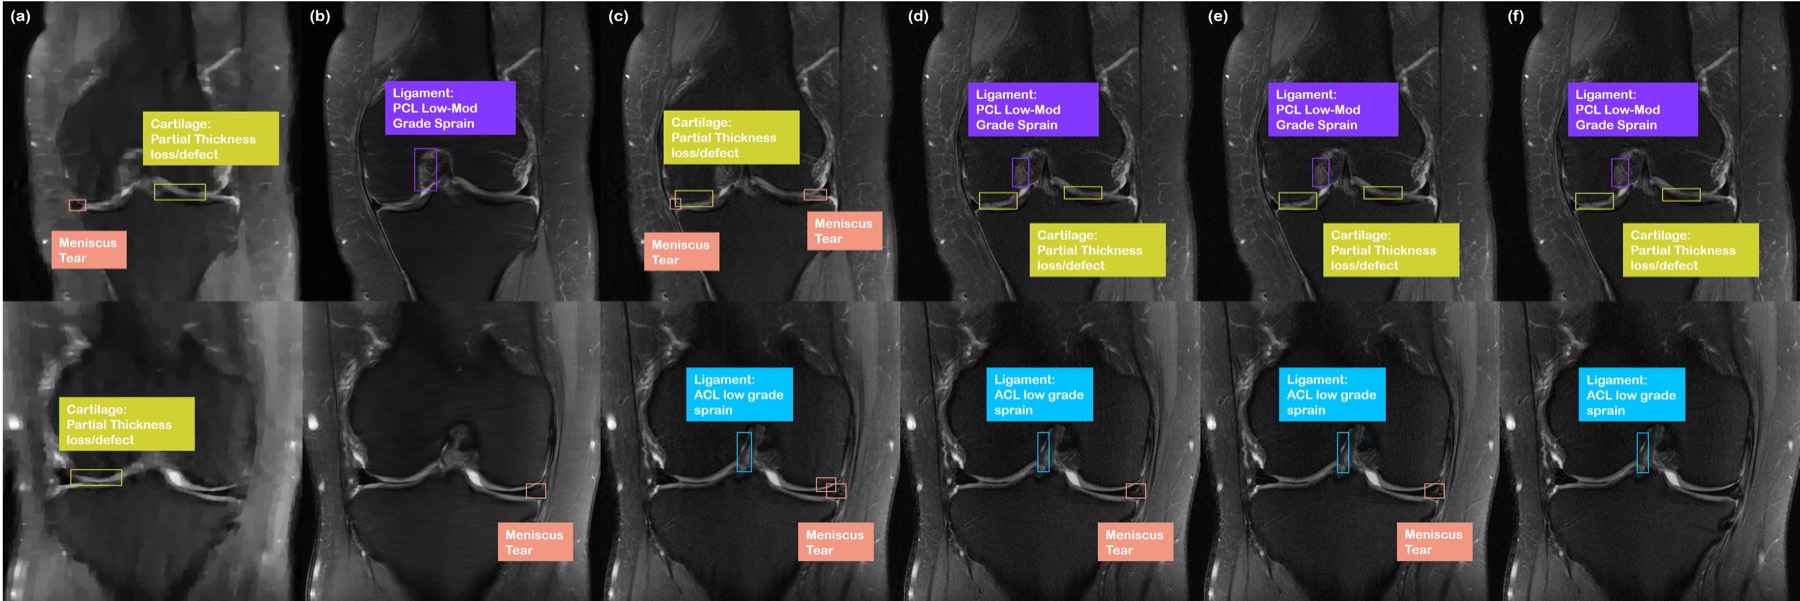 (a)
(b)
(c)
(d)
(e)
(f)
Cartilage:
Partial Thickness
loss/defect
Meniscus
Tear
Ligament:
PCL Low-Mod
Grade Sprain
Cartilage:
Partial Thickness
loss/defect
Meniscus
Tear
Meniscus
Tear
Ligament:
PCL Low-Mod
Grade Sprain
Cartilage:
Partial Thickness
loss/defect
Ligament:
PCL Low-Mod
Grade Sprain
Cartilage:
Partial Thickness
loss/defect
Ligament:
PCL Low-Mod
Grade Sprain
Cartilage:
Partial Thickness
loss/defect
Cartilage:
Partial Thickness
loss/defect
Meniscus
Tear
Ligament:
ACL low grade
sprain
Meniscus
Tear
Ligament:
ACL low grade
sprain
Meniscus
Tear
Ligament:
ACL low grade
sprain
Meniscus
Tear
Ligament:
ACL low grade
sprain